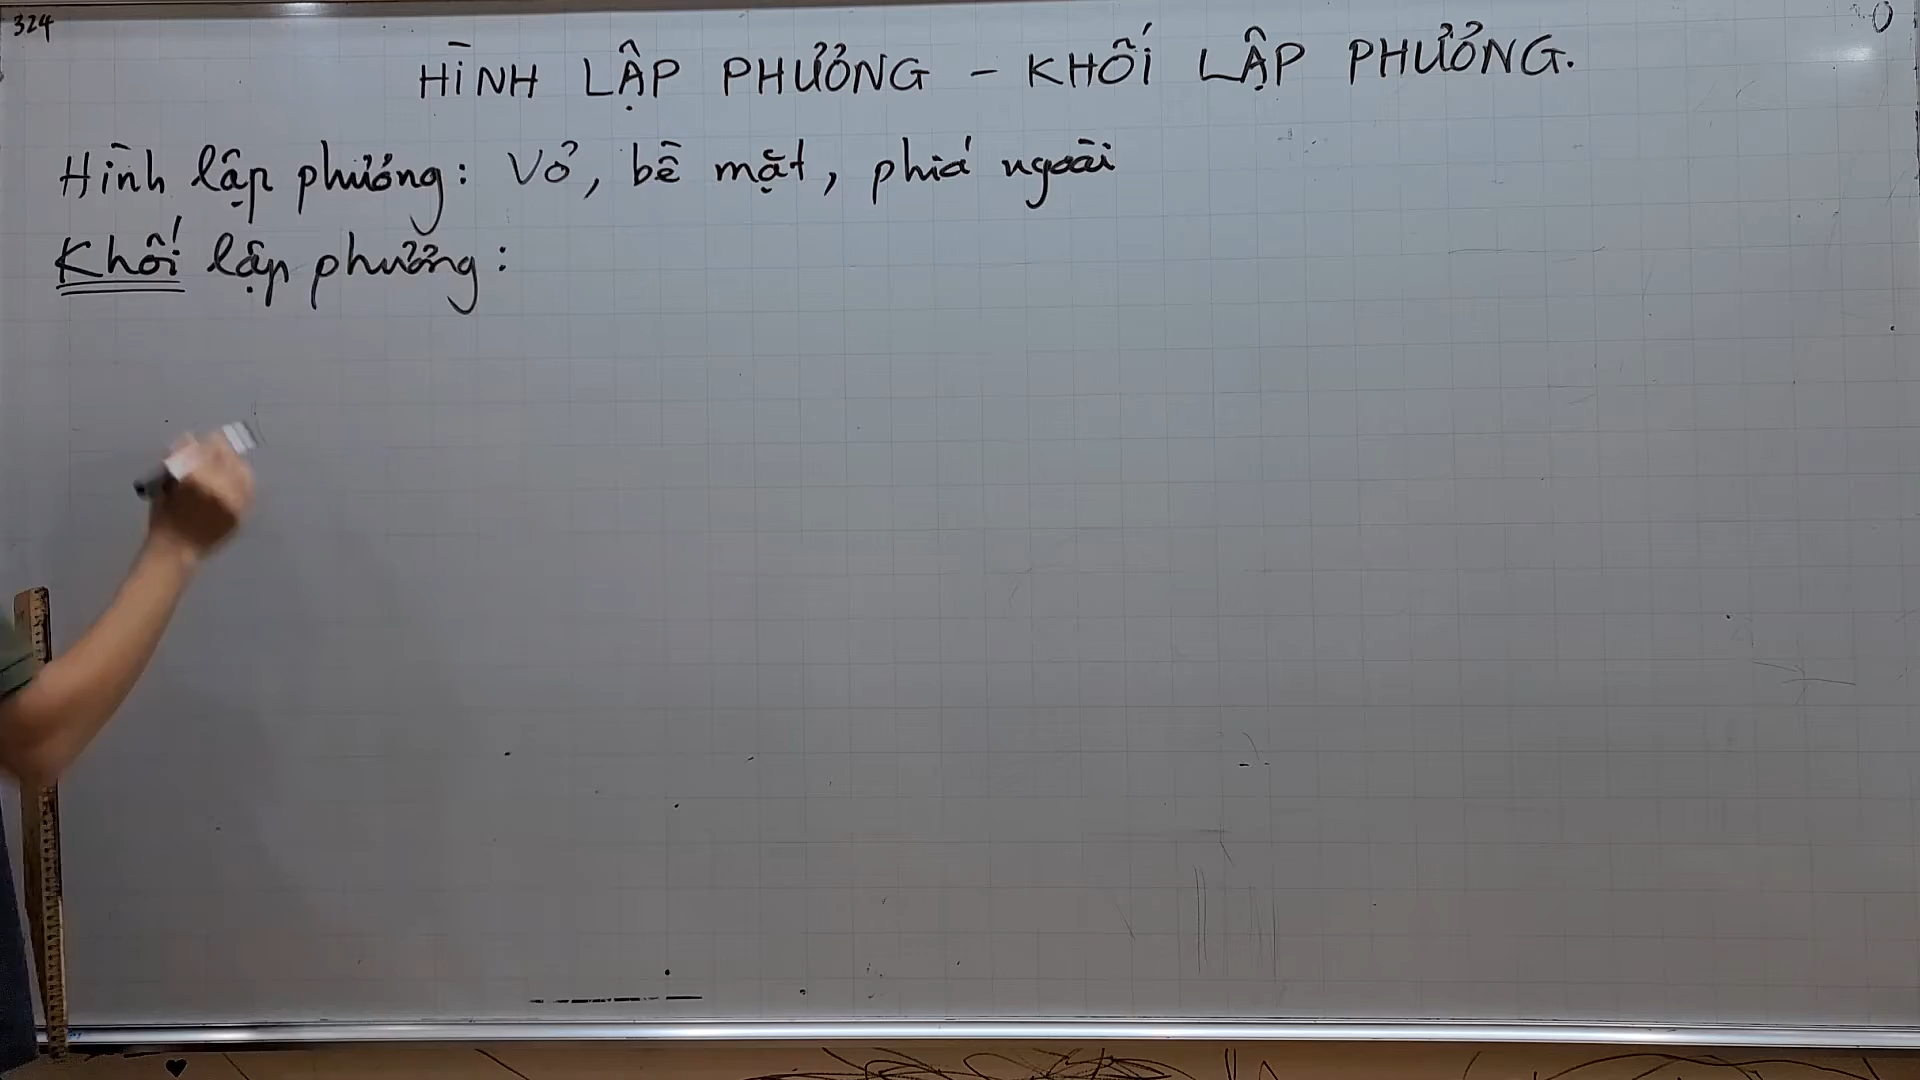 324
HÌNH LẬP PHƯƠNG - KHỐI LẬP PHƯƠNG.
Hình lập phương: Vỏ, bề mặt, phía ngoài
Khối lập phương: